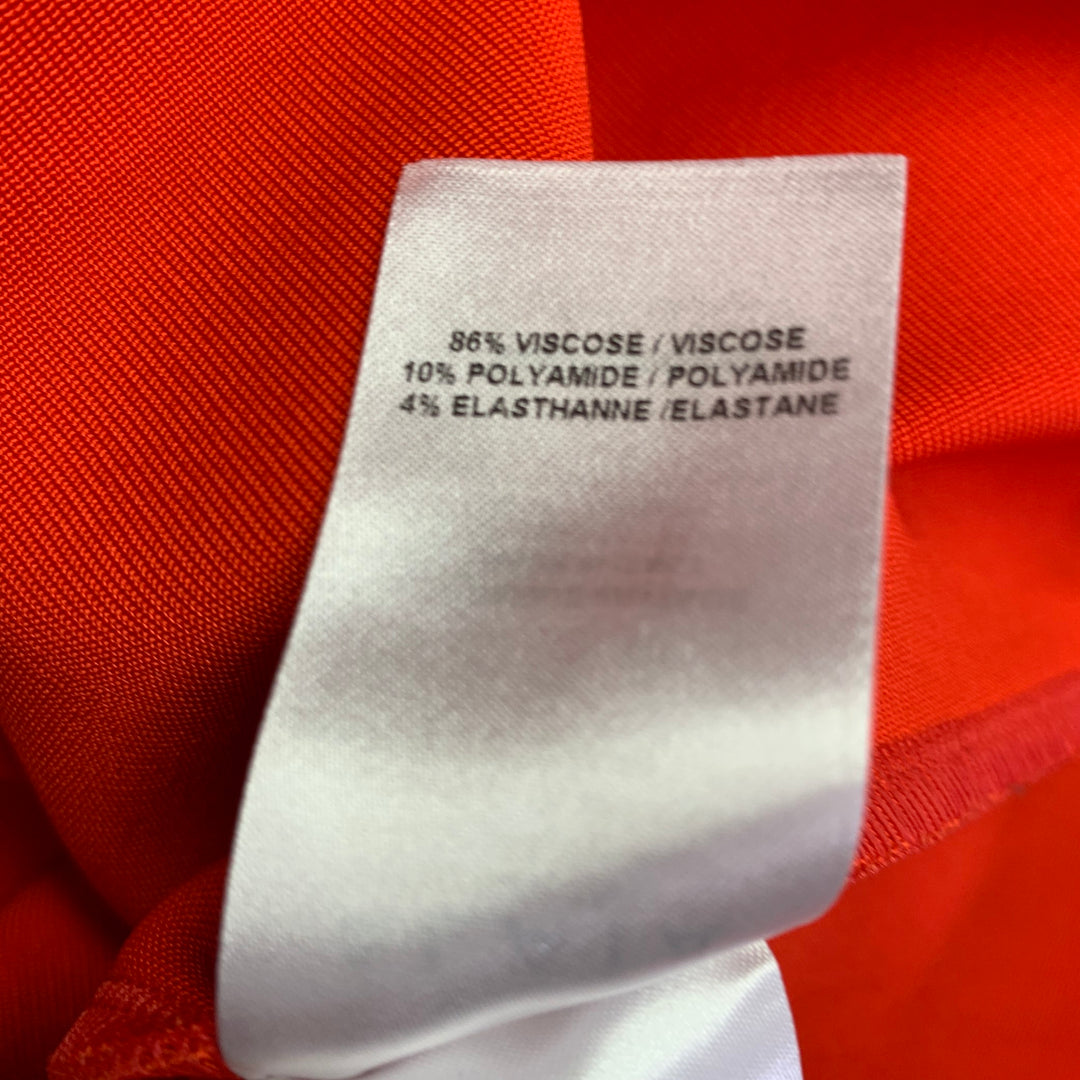 86% VISCOSE / VISCOSE
10% POLYAMIDE / POLYAMIDE
4% ELASTHANNE /ELASTANE